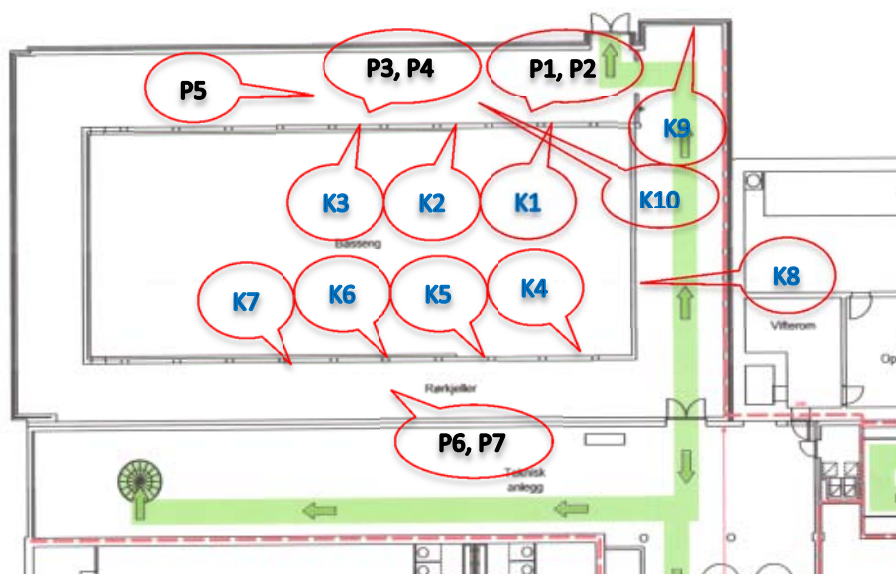 P3, P4
P1, P2
P5
K9
K3
K2
K1
K10
Basseng
K7
K6
K5
K4
K8
Vifterom
Op
Rørkjeller
P6, P7
Teknisk
anlegg